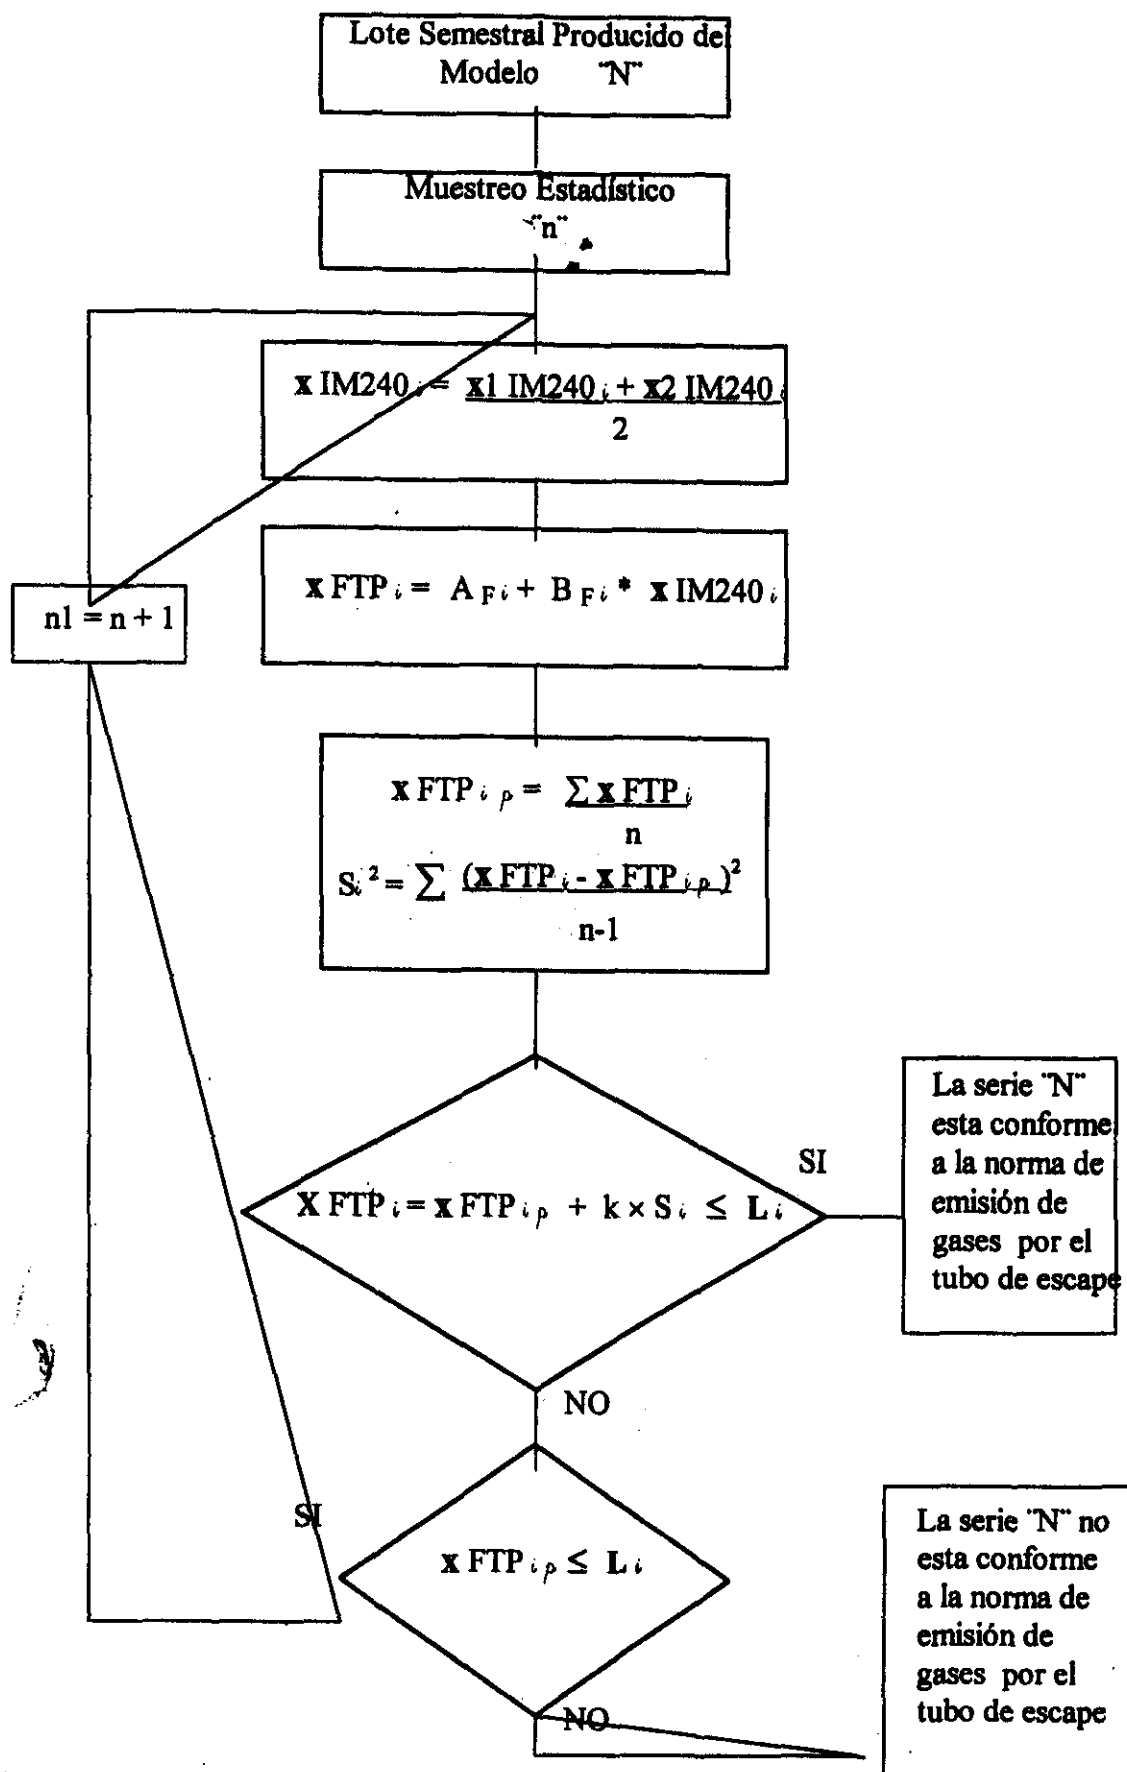 Lote Semestral Producido de
Modelo "N"
Muestreo Estadístico
"n"
x IM240 i = x1 IM240 i + x2 IM240 i
2
x FTP i = A F i + B F i * x IM240 i
n1 = n + 1
x FTP i p = ∑ x FTP i
n
S i ² = ∑ (x FTP i - x FTP i p )²
n-1
La serie "N"
esta conforme
a la norma de
emisión de
gases por el
tubo de escape
SI
X FTP i = x FTP i p + k × S i ≤ L i
NO
SI
x FTP i p ≤ L i
NO
La serie "N" no
esta conforme
a la norma de
emisión de
gases por el
tubo de escape